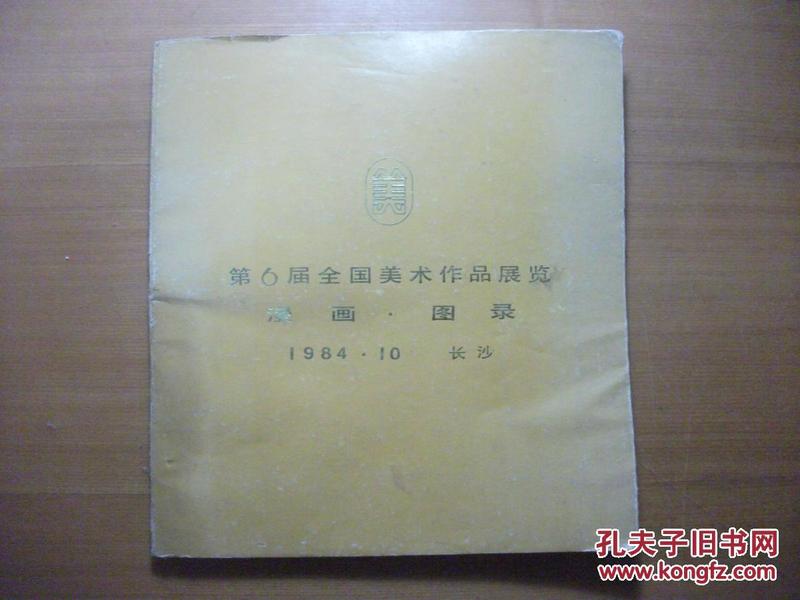 美
第6届全国美术作品展览
漫画·图录
1984·10 长沙
孔夫子旧书网
www.kongfz.com